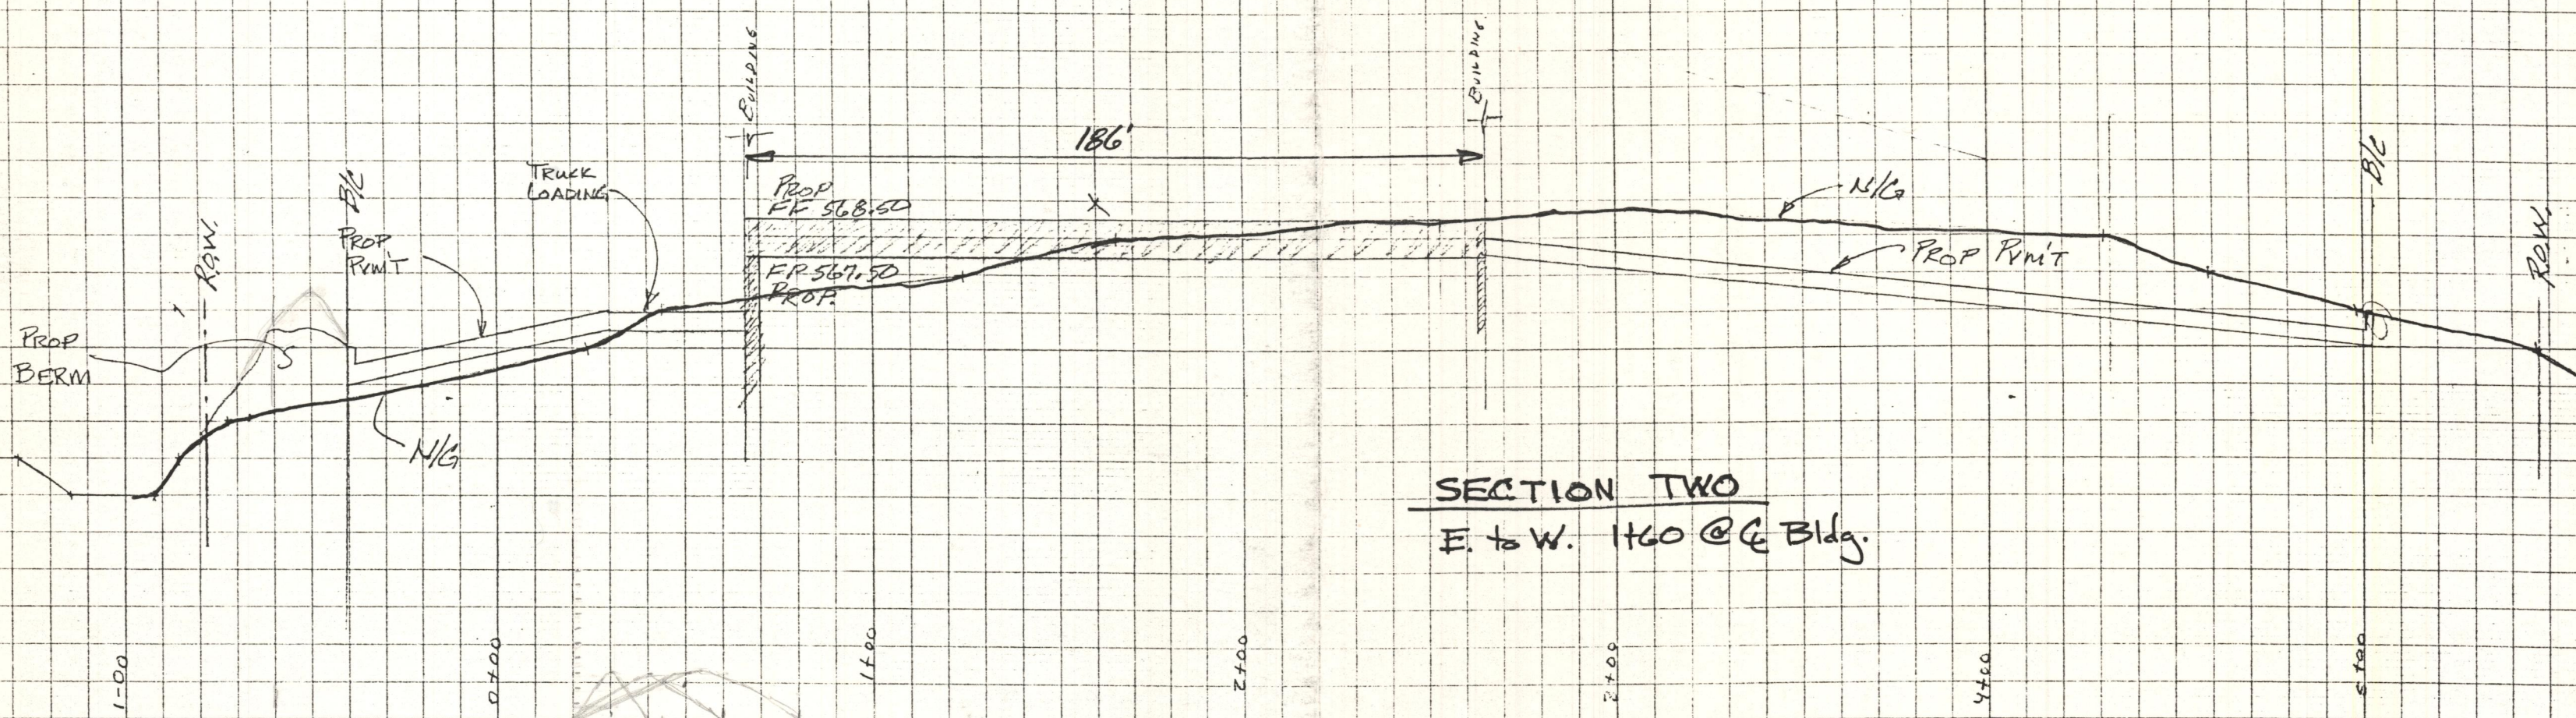 BUILDING
BUILDING
186'
B/C
B/C
TRUCK
LOADING
PROP
FF 568.50
N/G
R.O.W.
R.O.W.
PROP
PVM'T
PROP PVM'T
FF 567.50
PROP.
PROP
BERM
N/G
SECTION TWO
E. to W. 1+60 @ ℄ Bldg.
1-00
0+00
1+00
2+00
3+00
4+00
5+00